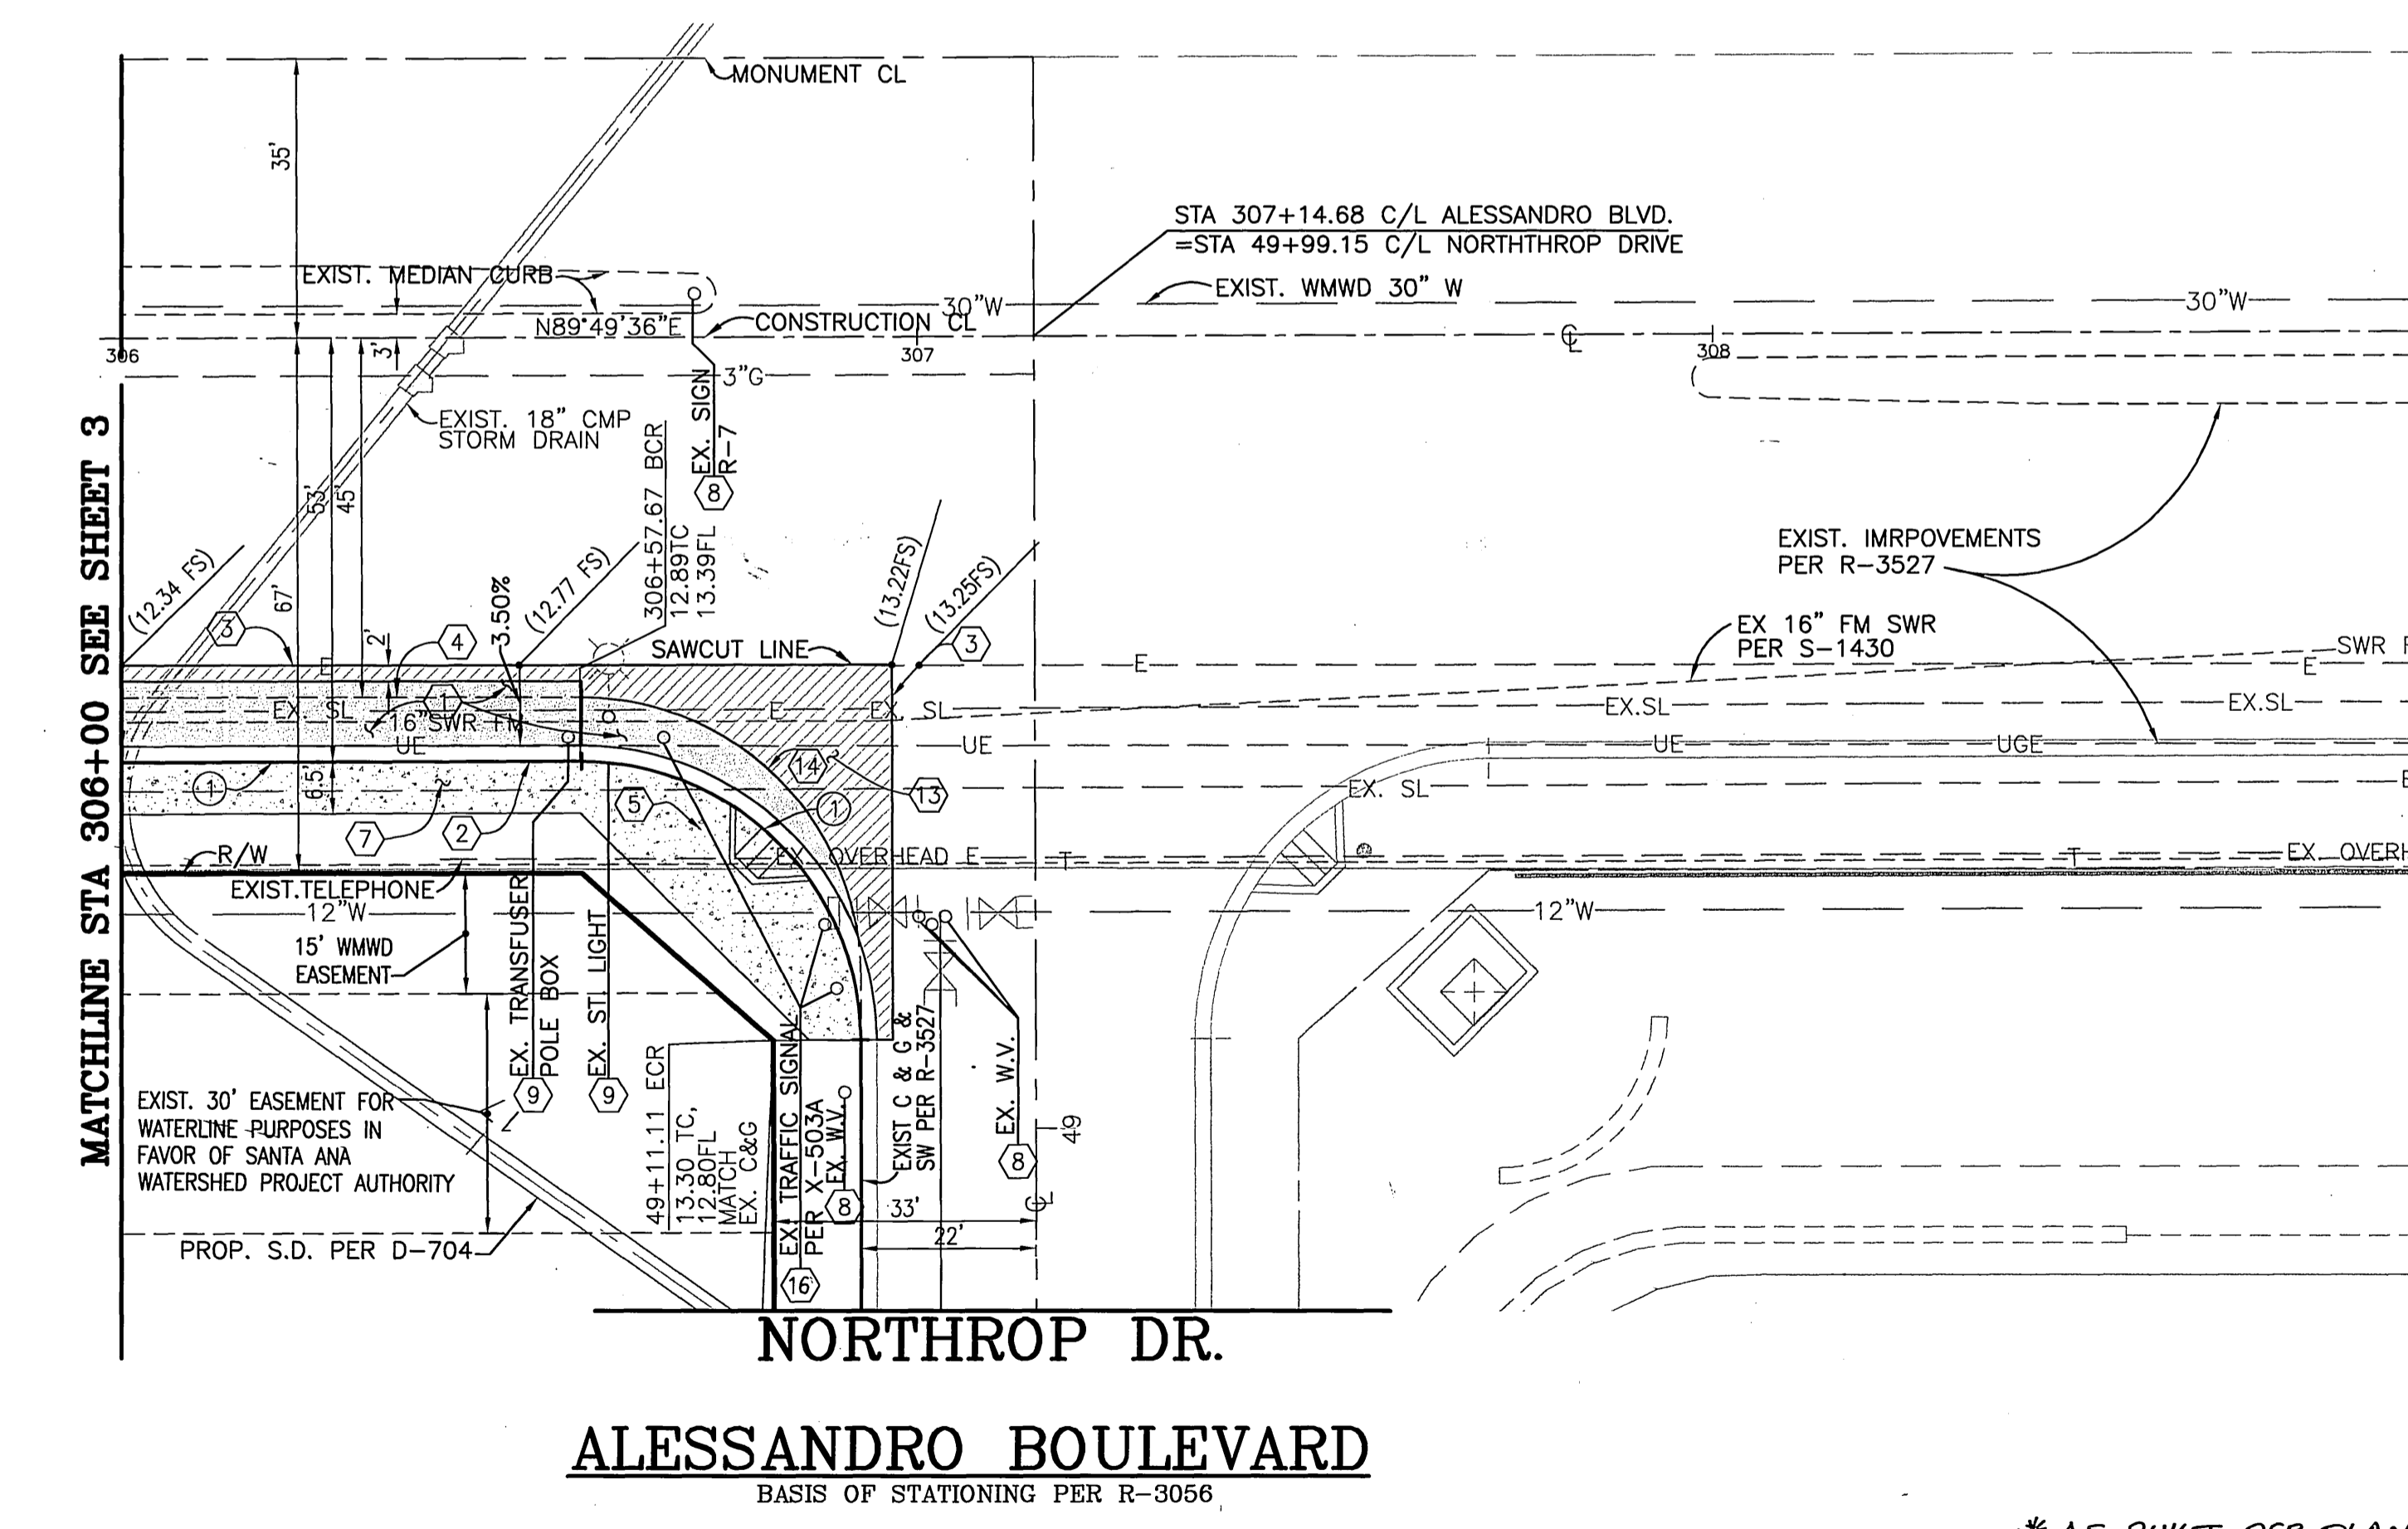 MONUMENT CL
35'
STA 307+14.68 C/L ALESSANDRO BLVD.
=STA 49+99.15 C/L NORTHTHROP DRIVE
EXIST. MEDIAN CURB
EXIST. WMWD 30" W
30"W
30"W
N89°49'36"E
CONSTRUCTION CL
306
3'
307
℄
308
3"G
EXIST. 18" CMP
STORM DRAIN
EX. SIGN
R-7
8
MATCHLINE STA 306+00 SEE SHEET 3
53'
45'
67'
306+57.67 BCR
12.89TC
13.39FL
EXIST. IMRPOVEMENTS
PER R-3527
(12.34 FS)
3
2'
4
3.50%
(12.77 FS)
(13.22FS)
(13.25FS)
3
SAWCUT LINE
EX 16" FM SWR
PER S-1430
SWR F
E
E
E
EX. SL
1
16"SWR FM
E
EX. SL
EX.SL
EX.SL
UE
UE
UE
UGE
14
13
1
6.5'
5
1
EX. SL
E
7
2
R/W
EX. OVERHEAD E
T
T
EX. OVERH
EXIST.TELEPHONE
12"W
12"W
15' WMWD
EASEMENT
EX. TRANSFUSER
POLE BOX
9
EX. ST. LIGHT
9
EXIST. 30' EASEMENT FOR
WATERLINE PURPOSES IN
FAVOR OF SANTA ANA
WATERSHED PROJECT AUTHORITY
49+11.11 ECR
13.30 TC,
12.80FL
MATCH
EX. C&G
EX. TRAFFIC SIGNAL
PER X-503A
16
EX. W.V.
8
EXIST C & G &
SW PER R-3527
EX. W.V.
8
49
℄
33'
22'
PROP. S.D. PER D-704
NORTHROP DR.
ALESSANDRO BOULEVARD
BASIS OF STATIONING PER R-3056